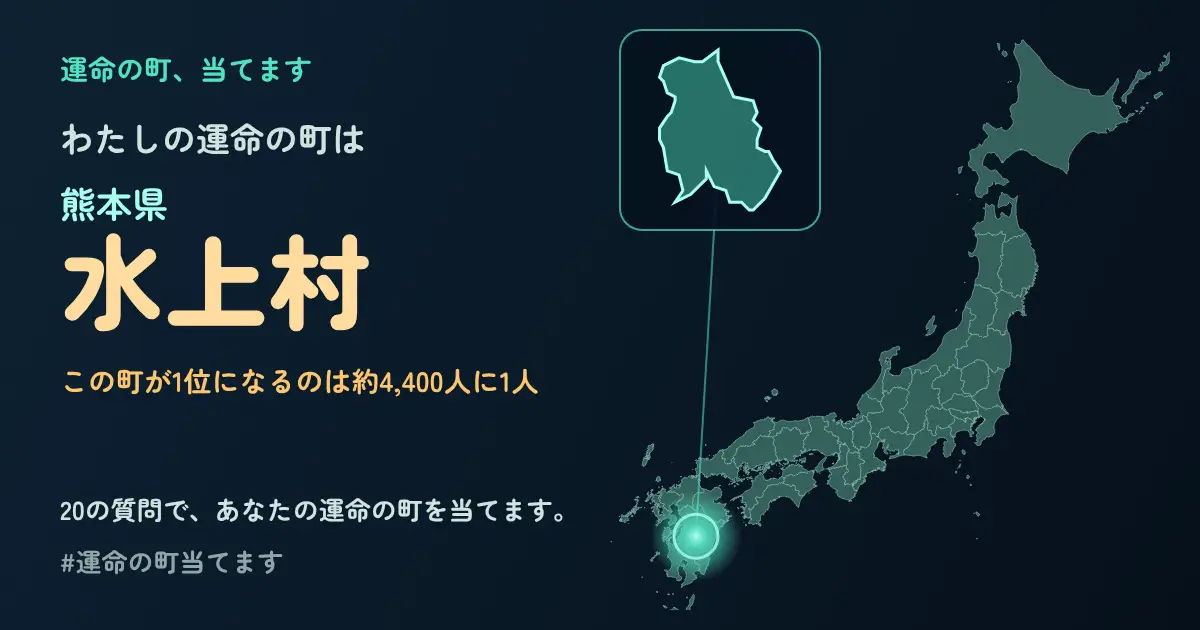 運命の町、当てます
わたしの運命の町は
熊本県
水上村
この町が1位になるのは約4,400人に1人
20の質問で、あなたの運命の町を当てます。
#運命の町当てます